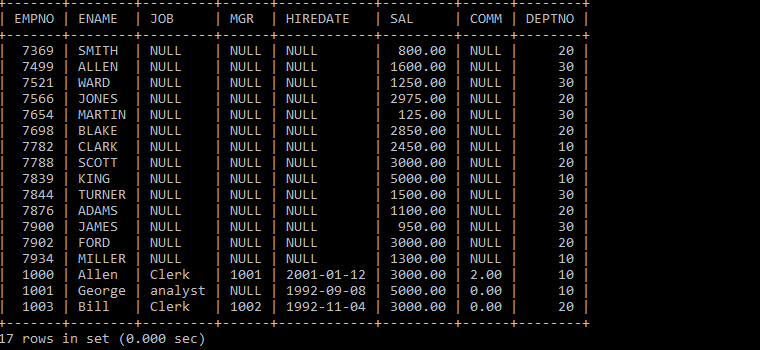 +-------+--------+---------+------+------------+---------+------+--------+
| EMPNO | ENAME  | JOB     | MGR  | HIREDATE   | SAL     | COMM | DEPTNO |
+-------+--------+---------+------+------------+---------+------+--------+
|  7369 | SMITH  | NULL    | NULL | NULL       |  800.00 | NULL |     20 |
|  7499 | ALLEN  | NULL    | NULL | NULL       | 1600.00 | NULL |     30 |
|  7521 | WARD   | NULL    | NULL | NULL       | 1250.00 | NULL |     30 |
|  7566 | JONES  | NULL    | NULL | NULL       | 2975.00 | NULL |     20 |
|  7654 | MARTIN | NULL    | NULL | NULL       |  125.00 | NULL |     30 |
|  7698 | BLAKE  | NULL    | NULL | NULL       | 2850.00 | NULL |     20 |
|  7782 | CLARK  | NULL    | NULL | NULL       | 2450.00 | NULL |     10 |
|  7788 | SCOTT  | NULL    | NULL | NULL       | 3000.00 | NULL |     20 |
|  7839 | KING   | NULL    | NULL | NULL       | 5000.00 | NULL |     10 |
|  7844 | TURNER | NULL    | NULL | NULL       | 1500.00 | NULL |     30 |
|  7876 | ADAMS  | NULL    | NULL | NULL       | 1100.00 | NULL |     20 |
|  7900 | JAMES  | NULL    | NULL | NULL       |  950.00 | NULL |     30 |
|  7902 | FORD   | NULL    | NULL | NULL       | 3000.00 | NULL |     20 |
|  7934 | MILLER | NULL    | NULL | NULL       | 1300.00 | NULL |     10 |
|  1000 | Allen  | Clerk   | 1001 | 2001-01-12 | 3000.00 | 2.00 |     10 |
|  1001 | George | analyst | NULL | 1992-09-08 | 5000.00 | 0.00 |     10 |
|  1003 | Bill   | Clerk   | 1002 | 1992-11-04 | 3000.00 | 0.00 |     20 |
+-------+--------+---------+------+------------+---------+------+--------+
17 rows in set (0.000 sec)